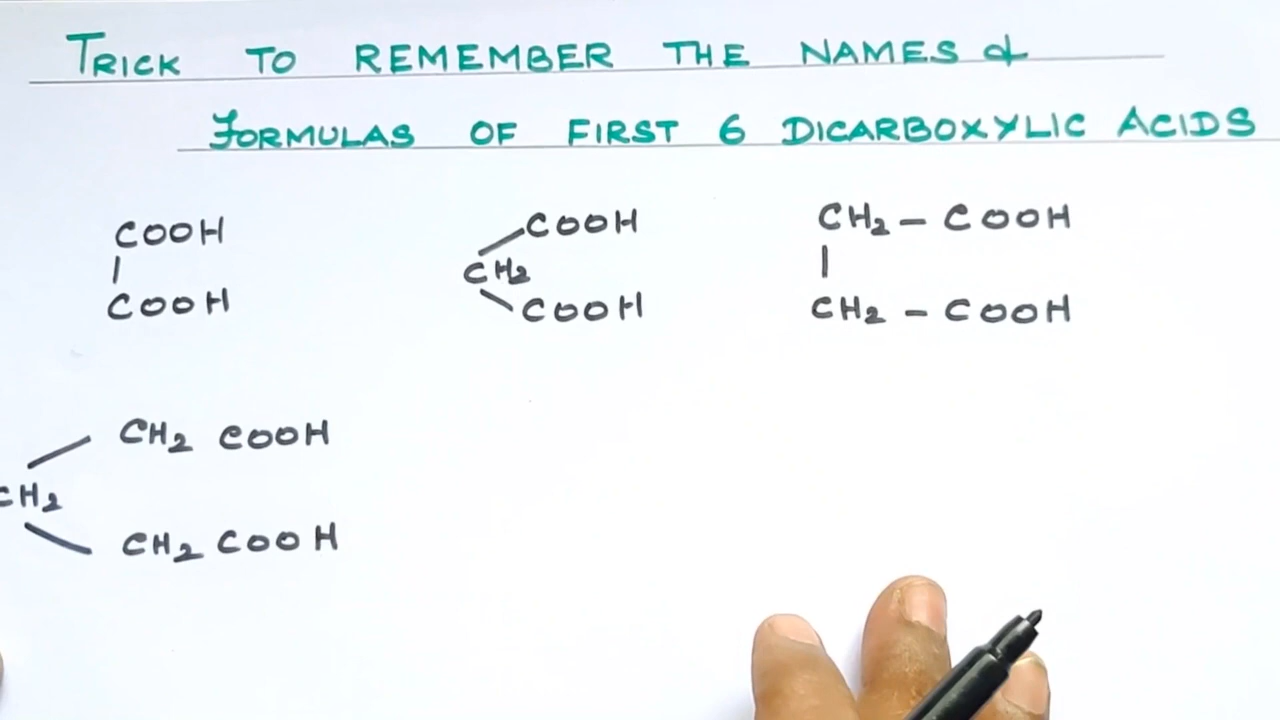 TRICK TO REMEMBER THE NAMES &
FORMULAS OF FIRST 6 DICARBOXYLIC ACIDS
COOH
|
COOH
COOH
CH₂
COOH
CH₂ – COOH
|
CH₂ – COOH
CH₂ COOH
CH₂
CH₂ COOH